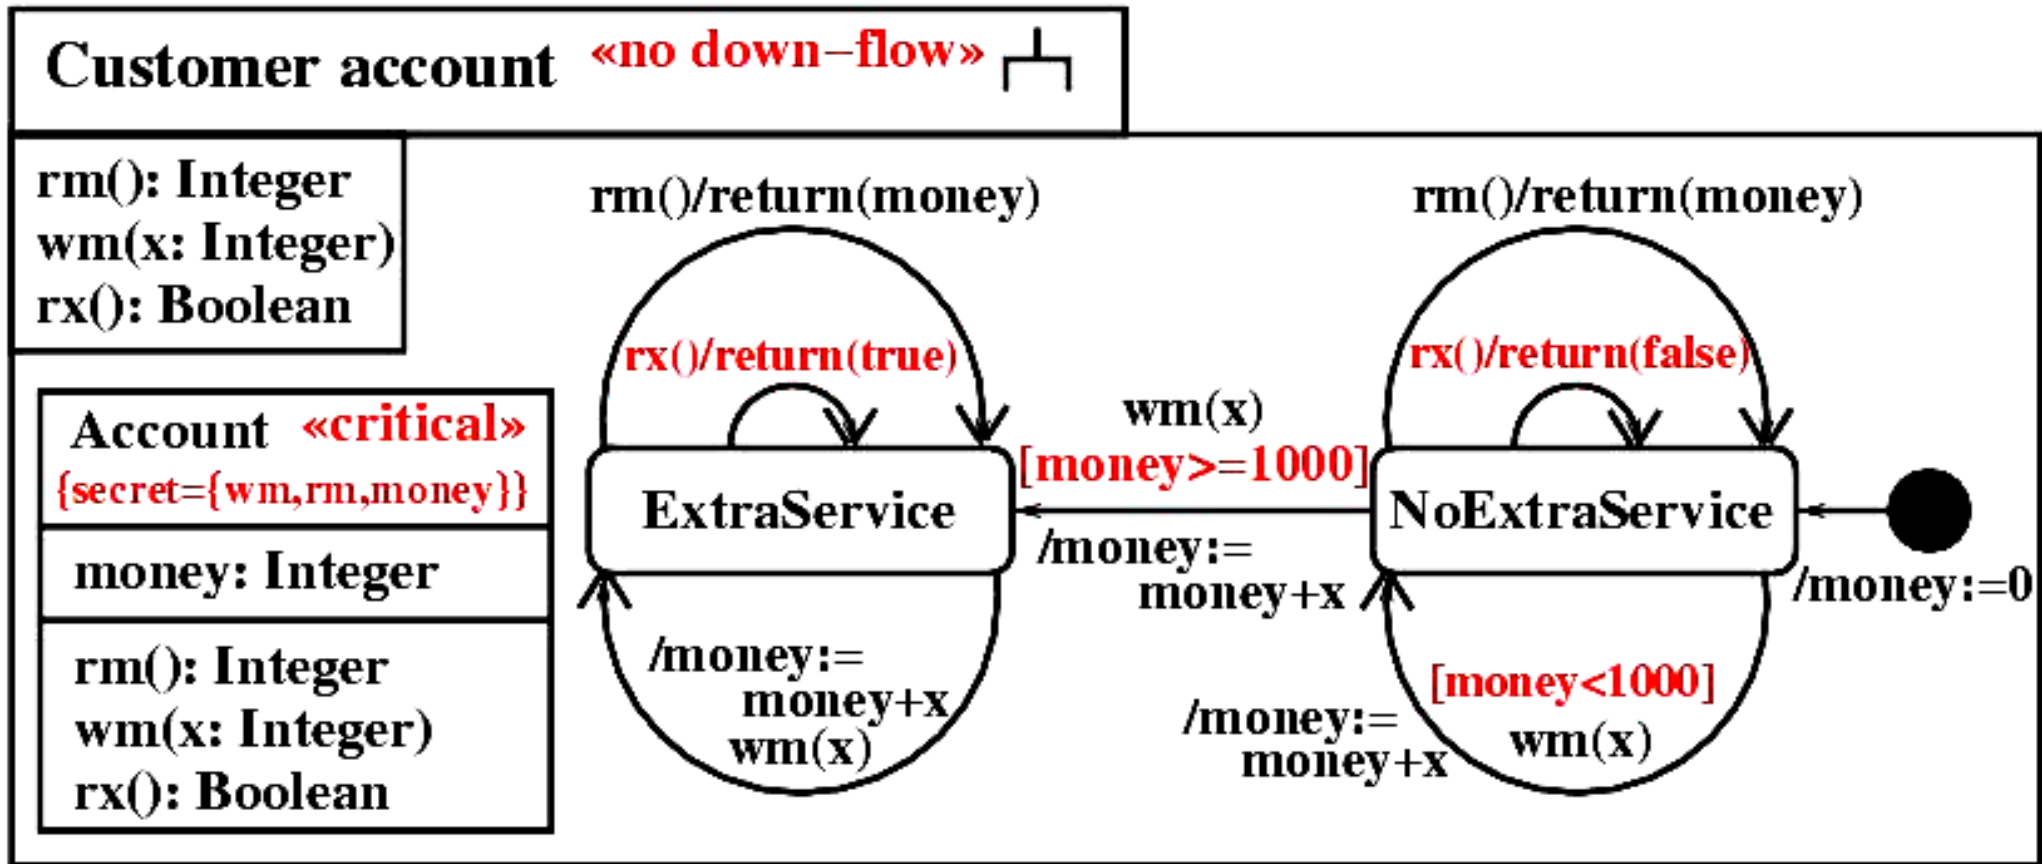 Customer account «no down-flow»
rm(): Integer
wm(x: Integer)
rx(): Boolean
Account «critical»
{secret={wm,rm,money}}
money: Integer
rm(): Integer
wm(x: Integer)
rx(): Boolean
rm()/return(money)
rx()/return(true)
ExtraService
/money:=
money+x
wm(x)
wm(x)
[money>=1000]
/money:=
money+x
rm()/return(money)
rx()/return(false)
NoExtraService
[money<1000]
wm(x)
/money:=
money+x
/money:=0